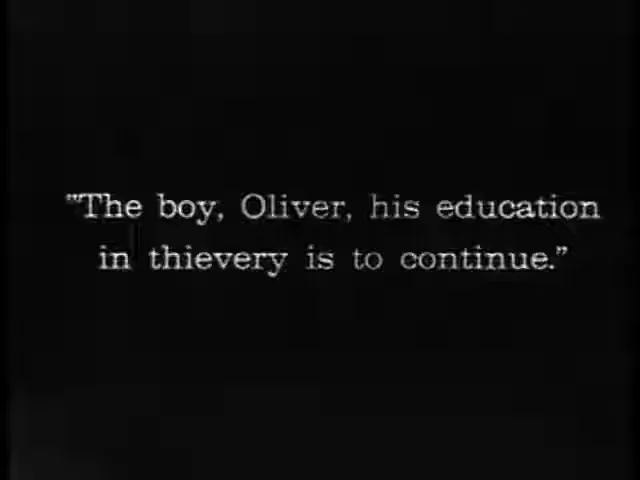 "The boy, Oliver, his education
in thievery is to continue."